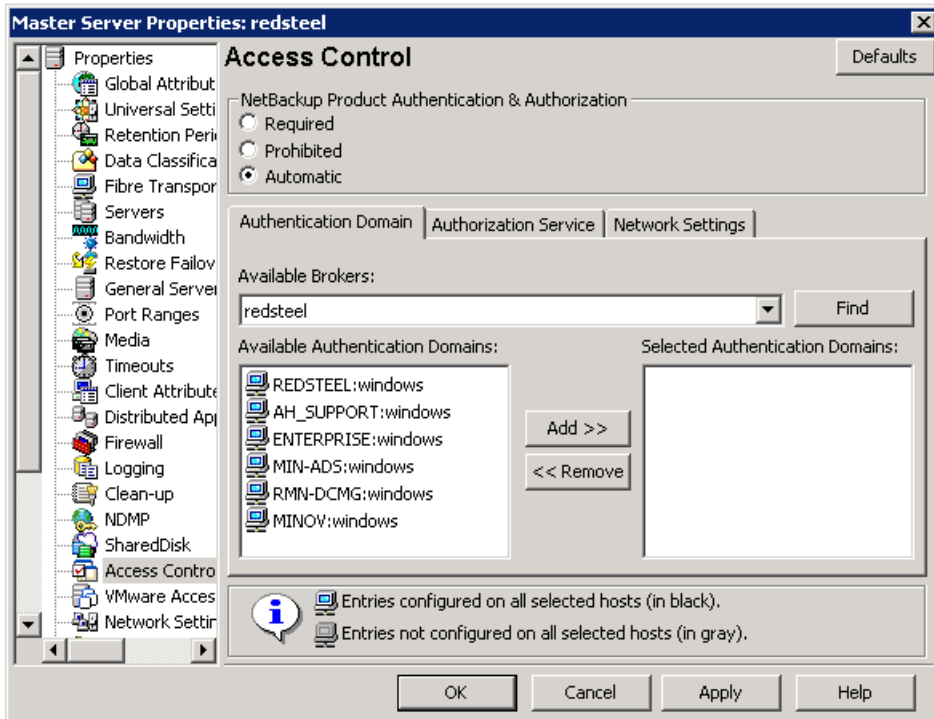 Master Server Properties: redsteel
Properties
Global Attribut
Universal Setti
Retention Peri
Data Classifica
Fibre Transpor
Servers
Bandwidth
Restore Failov
General Server
Port Ranges
Media
Timeouts
Client Attribute
Distributed App
Firewall
Logging
Clean-up
NDMP
SharedDisk
Access Contro
VMware Acces
Network Settin
Access Control
Defaults
NetBackup Product Authentication & Authorization
Required
Prohibited
Automatic
Authentication Domain
Authorization Service
Network Settings
Available Brokers:
redsteel
Find
Available Authentication Domains:
REDSTEEL:windows
AH_SUPPORT:windows
ENTERPRISE:windows
MIN-ADS:windows
RMN-DCMG:windows
MINOV:windows
Add >>
<< Remove
Selected Authentication Domains:
Entries configured on all selected hosts (in black).
Entries not configured on all selected hosts (in gray).
OK
Cancel
Apply
Help